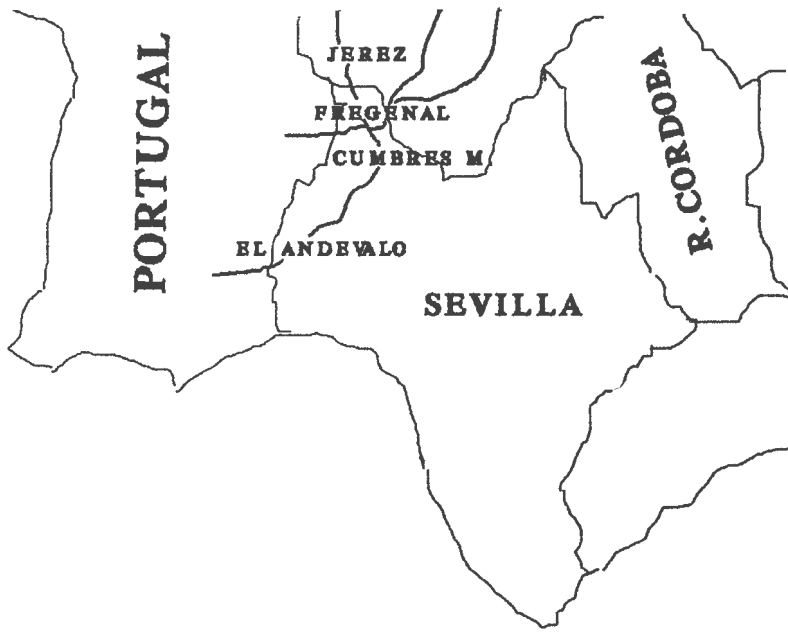 JEREZ
FREGENAL
CUMBRES M.
EL ANDEVALO
SEVILLA
PORTUGAL
R. CORDOBA